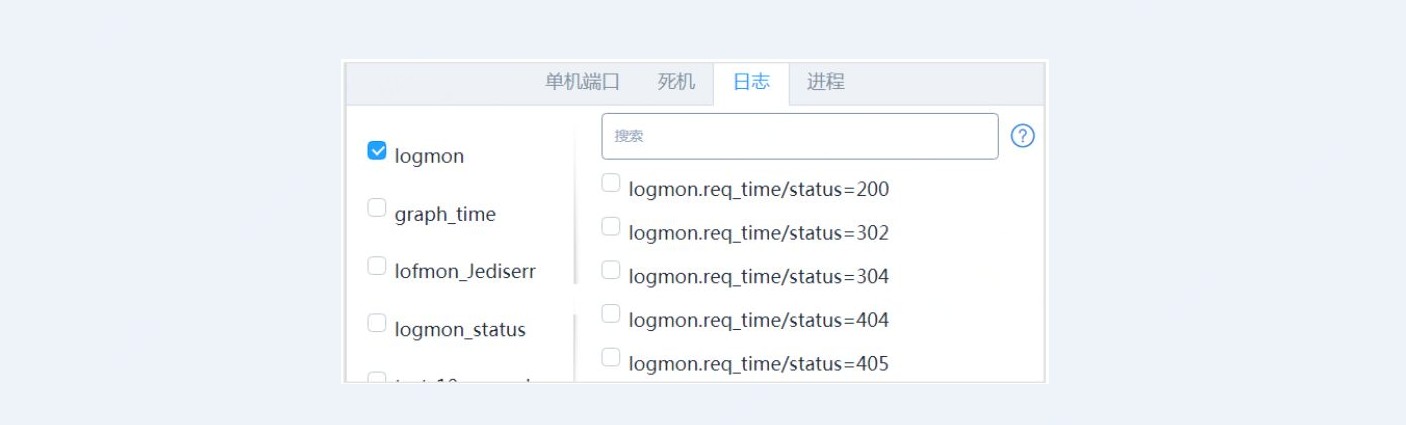 单机端口 死机 日志 进程
搜索
logmon
graph_time
lofmon_Jediserr
logmon_status
logmon.req_time/status=200
logmon.req_time/status=302
logmon.req_time/status=304
logmon.req_time/status=404
logmon.req_time/status=405